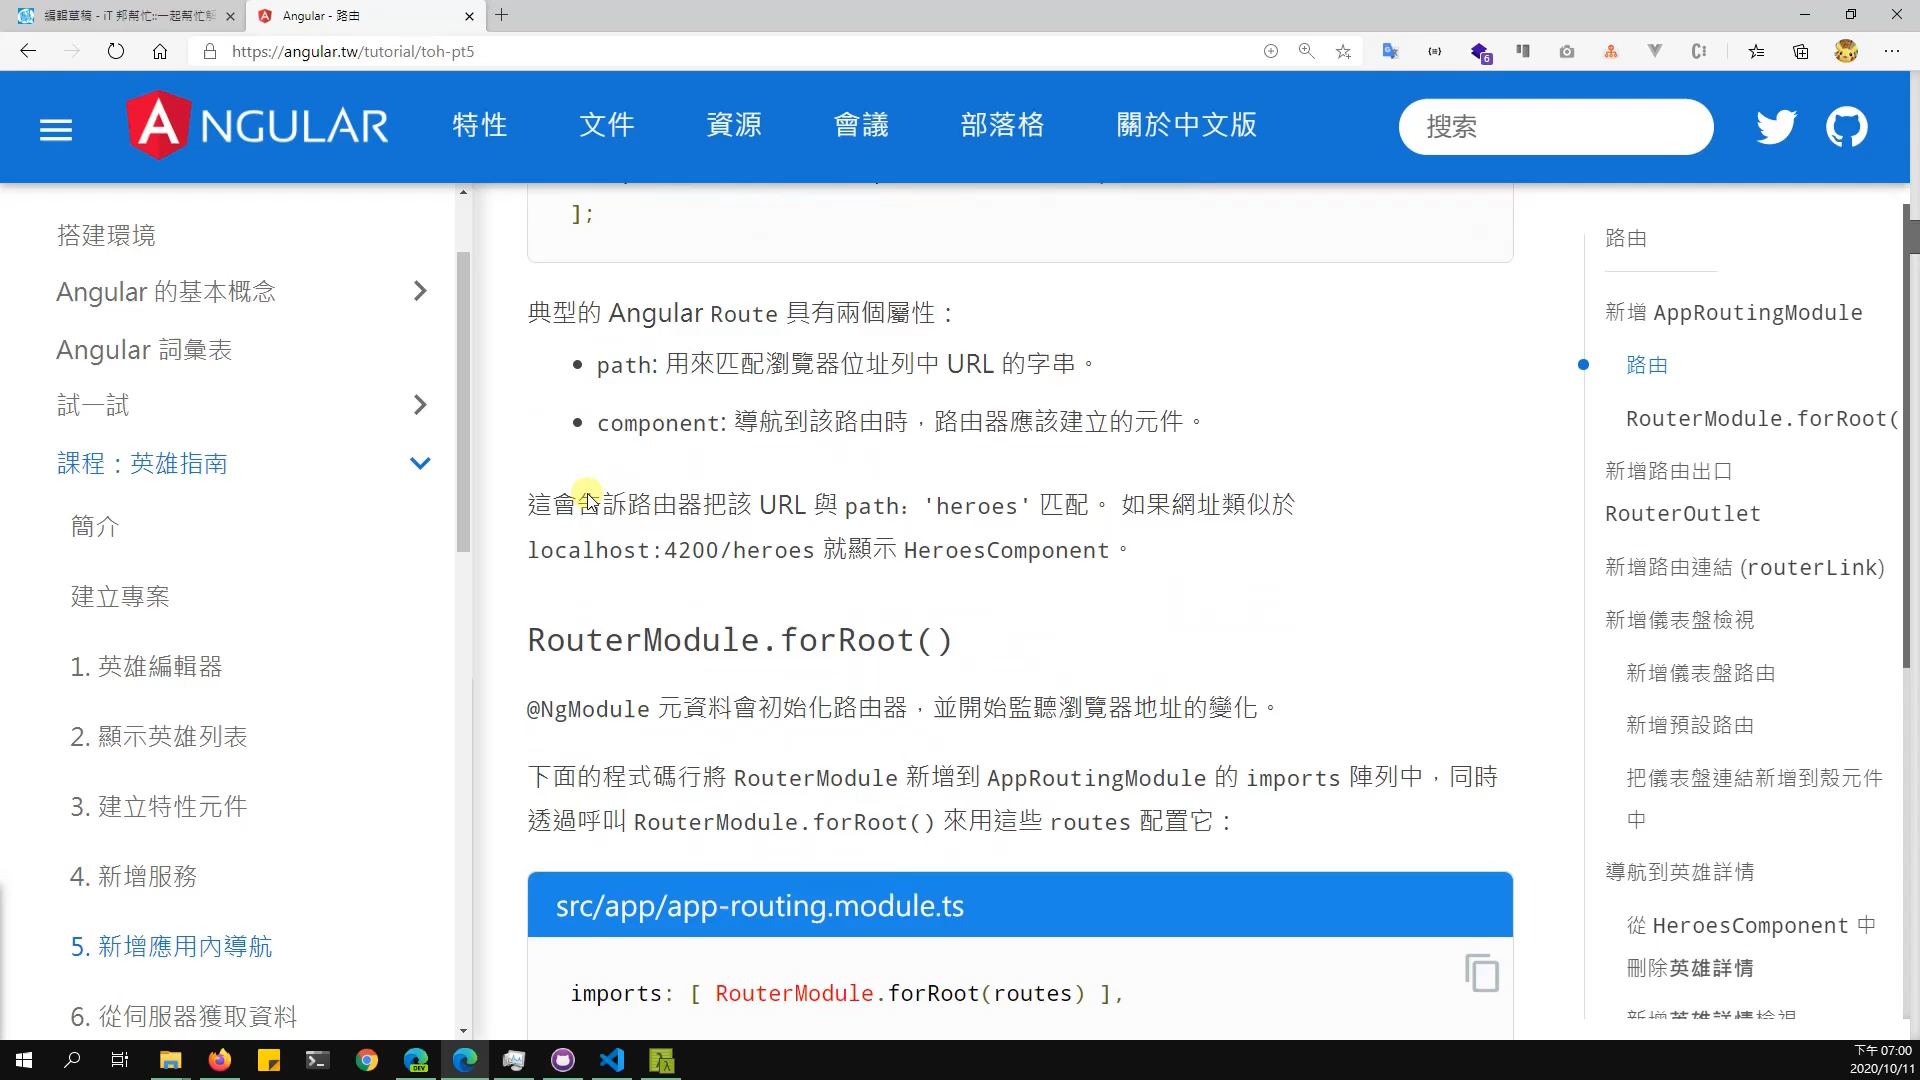 編輯草稿 - iT 邦幫忙::一起幫忙解
Angular - 路由
https://angular.tw/tutorial/toh-pt5
6
ANGULAR
特性
文件
資源
會議
部落格
關於中文版
搜索
搭建環境
Angular 的基本概念
Angular 詞彙表
試一試
課程：英雄指南
簡介
建立專案
1. 英雄編輯器
2. 顯示英雄列表
3. 建立特性元件
4. 新增服務
5. 新增應用內導航
6. 從伺服器獲取資料
];
典型的 Angular Route 具有兩個屬性：
path: 用來匹配瀏覽器位址列中 URL 的字串。
component: 導航到該路由時，路由器應該建立的元件。
這會告訴路由器把該 URL 與 path：'heroes' 匹配。 如果網址類似於
localhost:4200/heroes 就顯示 HeroesComponent。
RouterModule.forRoot()
@NgModule 元資料會初始化路由器，並開始監聽瀏覽器地址的變化。
下面的程式碼行將 RouterModule 新增到 AppRoutingModule 的 imports 陣列中，同時
透過呼叫 RouterModule.forRoot() 來用這些 routes 配置它：
src/app/app-routing.module.ts
imports: [ RouterModule.forRoot(routes) ],
路由
新增 AppRoutingModule
路由
RouterModule.forRoot(
新增路由出口
RouterOutlet
新增路由連結 (routerLink)
新增儀表盤檢視
新增儀表盤路由
新增預設路由
把儀表盤連結新增到殼元件
中
導航到英雄詳情
從 HeroesComponent 中
刪除英雄詳情
新增英雄詳情檢視
DEV
下午 07:00
2020/10/11